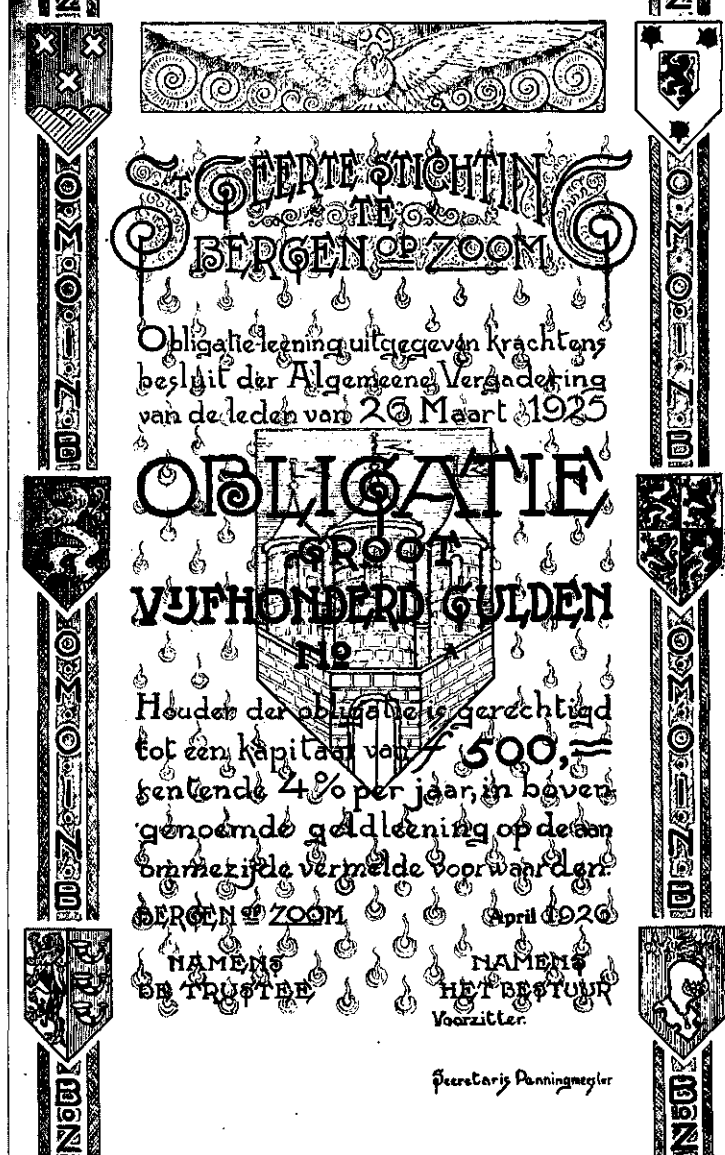 ST GEERTE STICHTING
TE
BERGEN OP ZOOM
Obligatie-leening uitgegeven krachtens
besluit der Algemeene Vergadering
van de leden van 26 Maart 1925
OBLIGATIE
GROOT
VIJFHONDERD GULDEN
No A
Houder der obligatie is gerechtigd
tot een kapitaal van f 500,=
rentende 4 % per jaar, in boven-
genoemde geldleening op de aan
ommezijde vermelde voorwaarden.
BERGEN OP ZOOM April 1926
NAMENS
DE TRUSTEE
NAMENS
HET BESTUUR
Voorzitter.
Secretaris Penningmeester
O·M·O·I·N·B
O·M·O·I·N·B
B·N
O·M·O·I·N·B
O·M·O·I·N·B
B·N